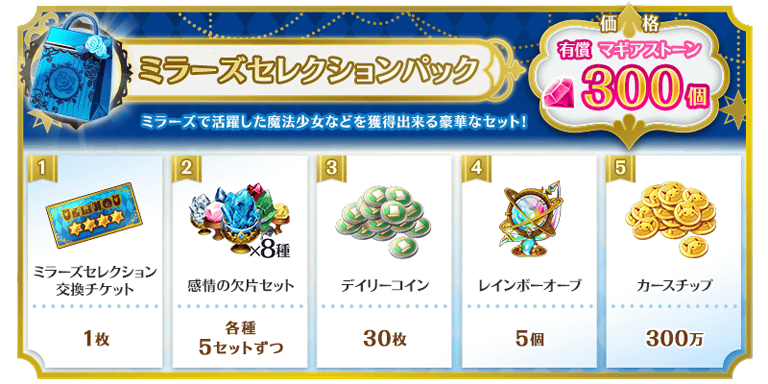 価格
有償 マギアストーン
300個
ミラーズセレクションパック
ミラーズで活躍した魔法少女などを獲得出来る豪華なセット!
1
ミラーズセレクション
交換チケット
1枚
2
×8種
感情の欠片セット
各種
5セットずつ
3
デイリーコイン
30枚
4
レインボーオーブ
5個
5
カースチップ
300万